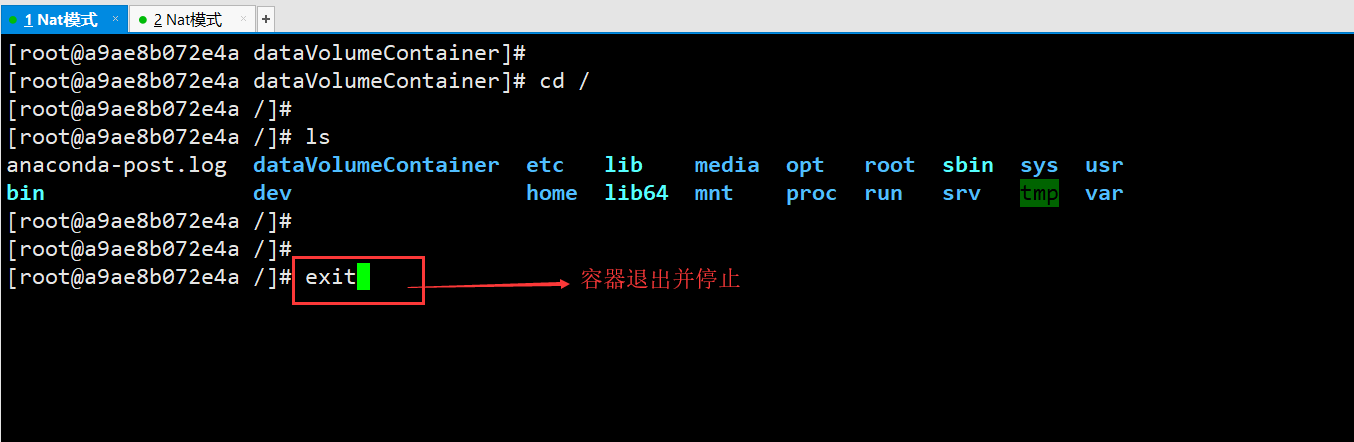 1 Nat模式 × 2 Nat模式 × +
[root@a9ae8b072e4a dataVolumeContainer]#
[root@a9ae8b072e4a dataVolumeContainer]# cd /
[root@a9ae8b072e4a /]#
[root@a9ae8b072e4a /]# ls
anaconda-post.log dataVolumeContainer etc lib media opt root sbin sys usr
bin dev home lib64 mnt proc run srv tmp var
[root@a9ae8b072e4a /]#
[root@a9ae8b072e4a /]#
[root@a9ae8b072e4a /]# exit 容器退出并停止